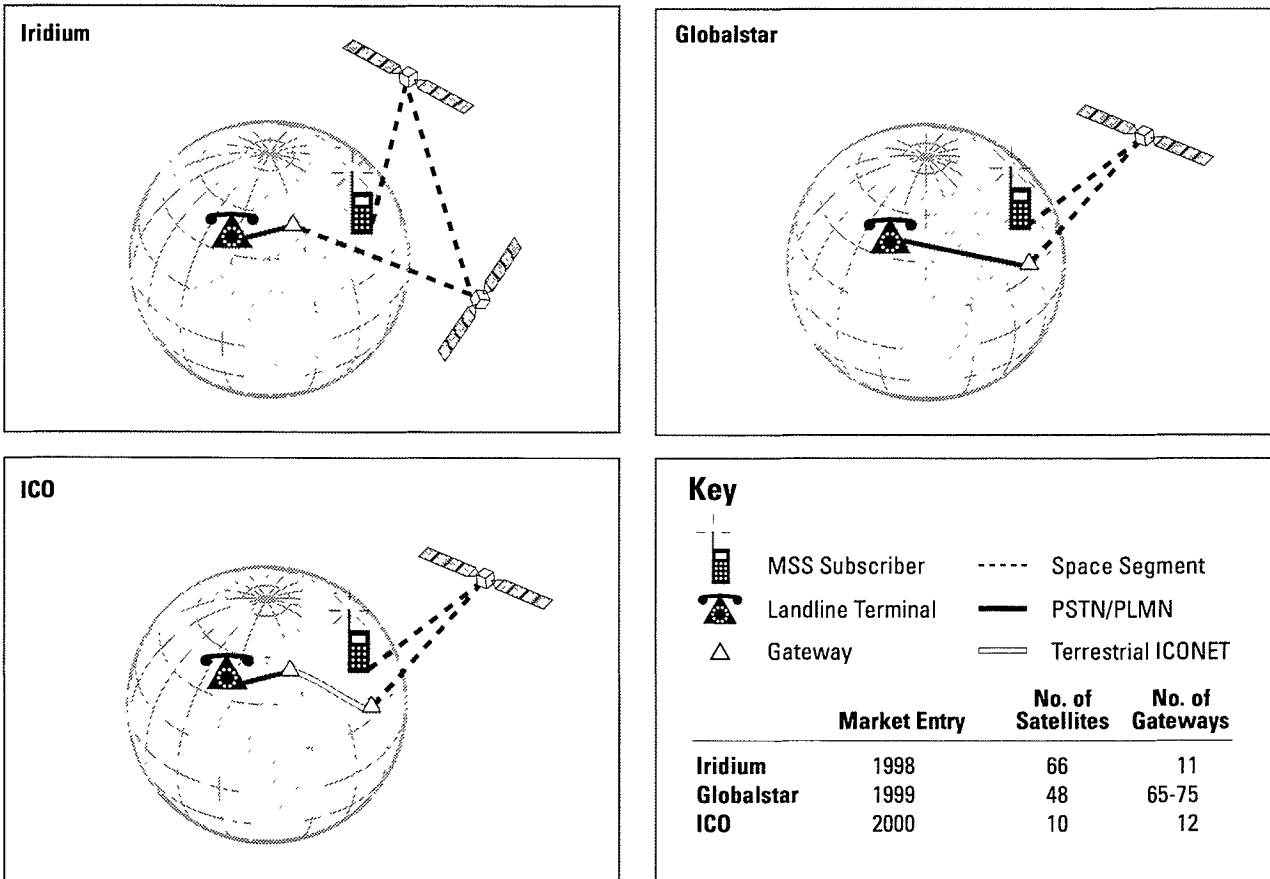 Iridium
Globalstar
ICO
Key
MSS Subscriber
Space Segment
Landline Terminal
PSTN/PLMN
Gateway
Terrestrial ICONET
Market Entry No. of Satellites No. of Gateways
Iridium 1998 66 11
Globalstar 1999 48 65-75
ICO 2000 10 12